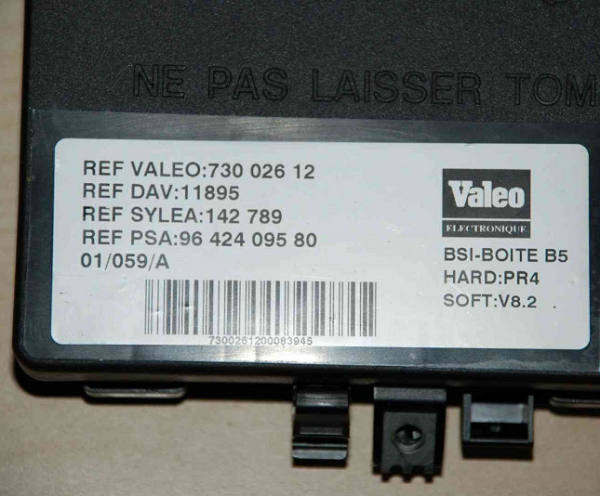 NE PAS LAISSER TOM
REF VALEO:730 026 12
REF DAV:11895
REF SYLEA:142 789
REF PSA:96 424 095 80
01/059/A
7300261200083945
Valeo
ELECTRONIQUE
BSI-BOITE B5
HARD:PR4
SOFT:V8.2